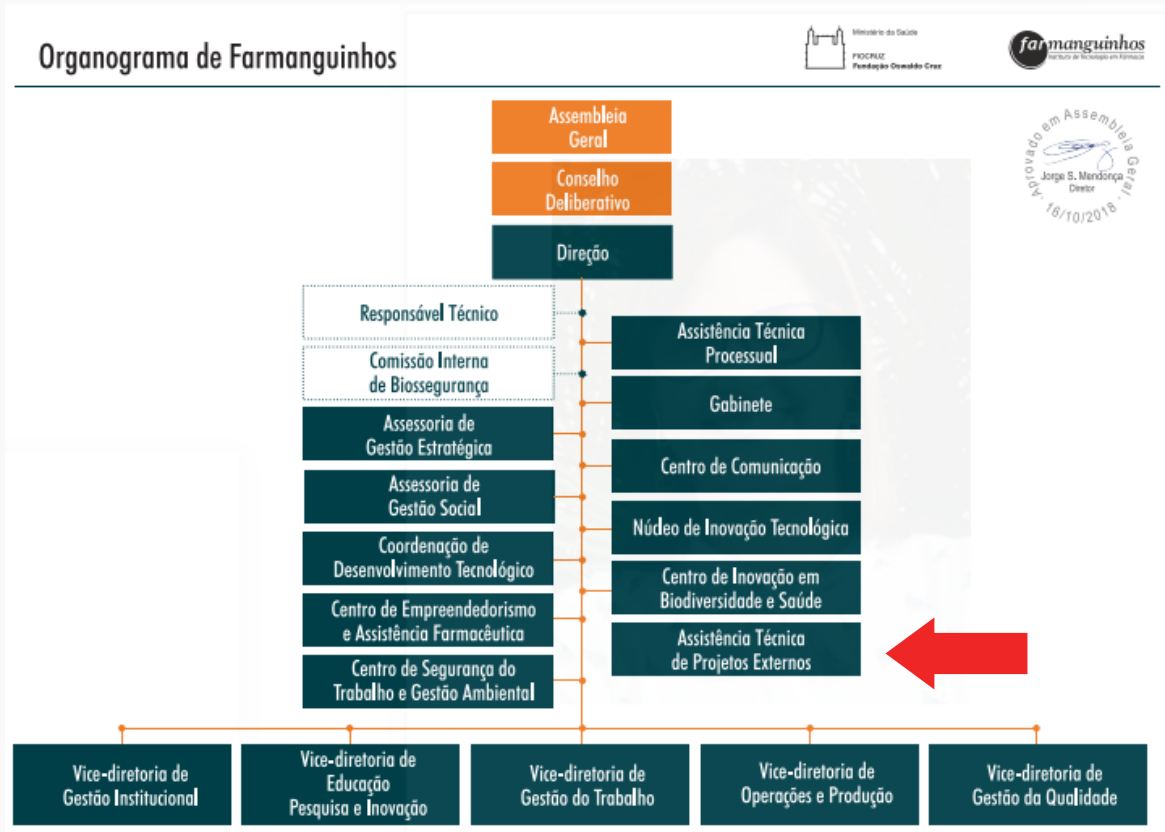 Organograma de Farmanguinhos
Ministério da Saúde
FIOCRUZ
Fundação Oswaldo Cruz
farmanguinhos
Instituto de Tecnologia em Fármacos
Aprovado em Assembleia Geral
Jorge S. Mendonça
Diretor
16/10/2018
Assembleia
Geral
Conselho
Deliberativo
Direção
Responsável Técnico
Assistência Técnica
Processual
Comissão Interna
de Biossegurança
Gabinete
Assessoria de
Gestão Estratégica
Centro de Comunicação
Assessoria de
Gestão Social
Núcleo de Inovação Tecnológica
Coordenação de
Desenvolvimento Tecnológico
Centro de Inovação em
Biodiversidade e Saúde
Centro de Empreendedorismo
e Assistência Farmacêutica
Assistência Técnica
de Projetos Externos
Centro de Segurança do
Trabalho e Gestão Ambiental
Vice-diretoria de
Gestão Institucional
Vice-diretoria de
Educação
Pesquisa e Inovação
Vice-diretoria de
Gestão do Trabalho
Vice-diretoria de
Operações e Produção
Vice-diretoria de
Gestão da Qualidade